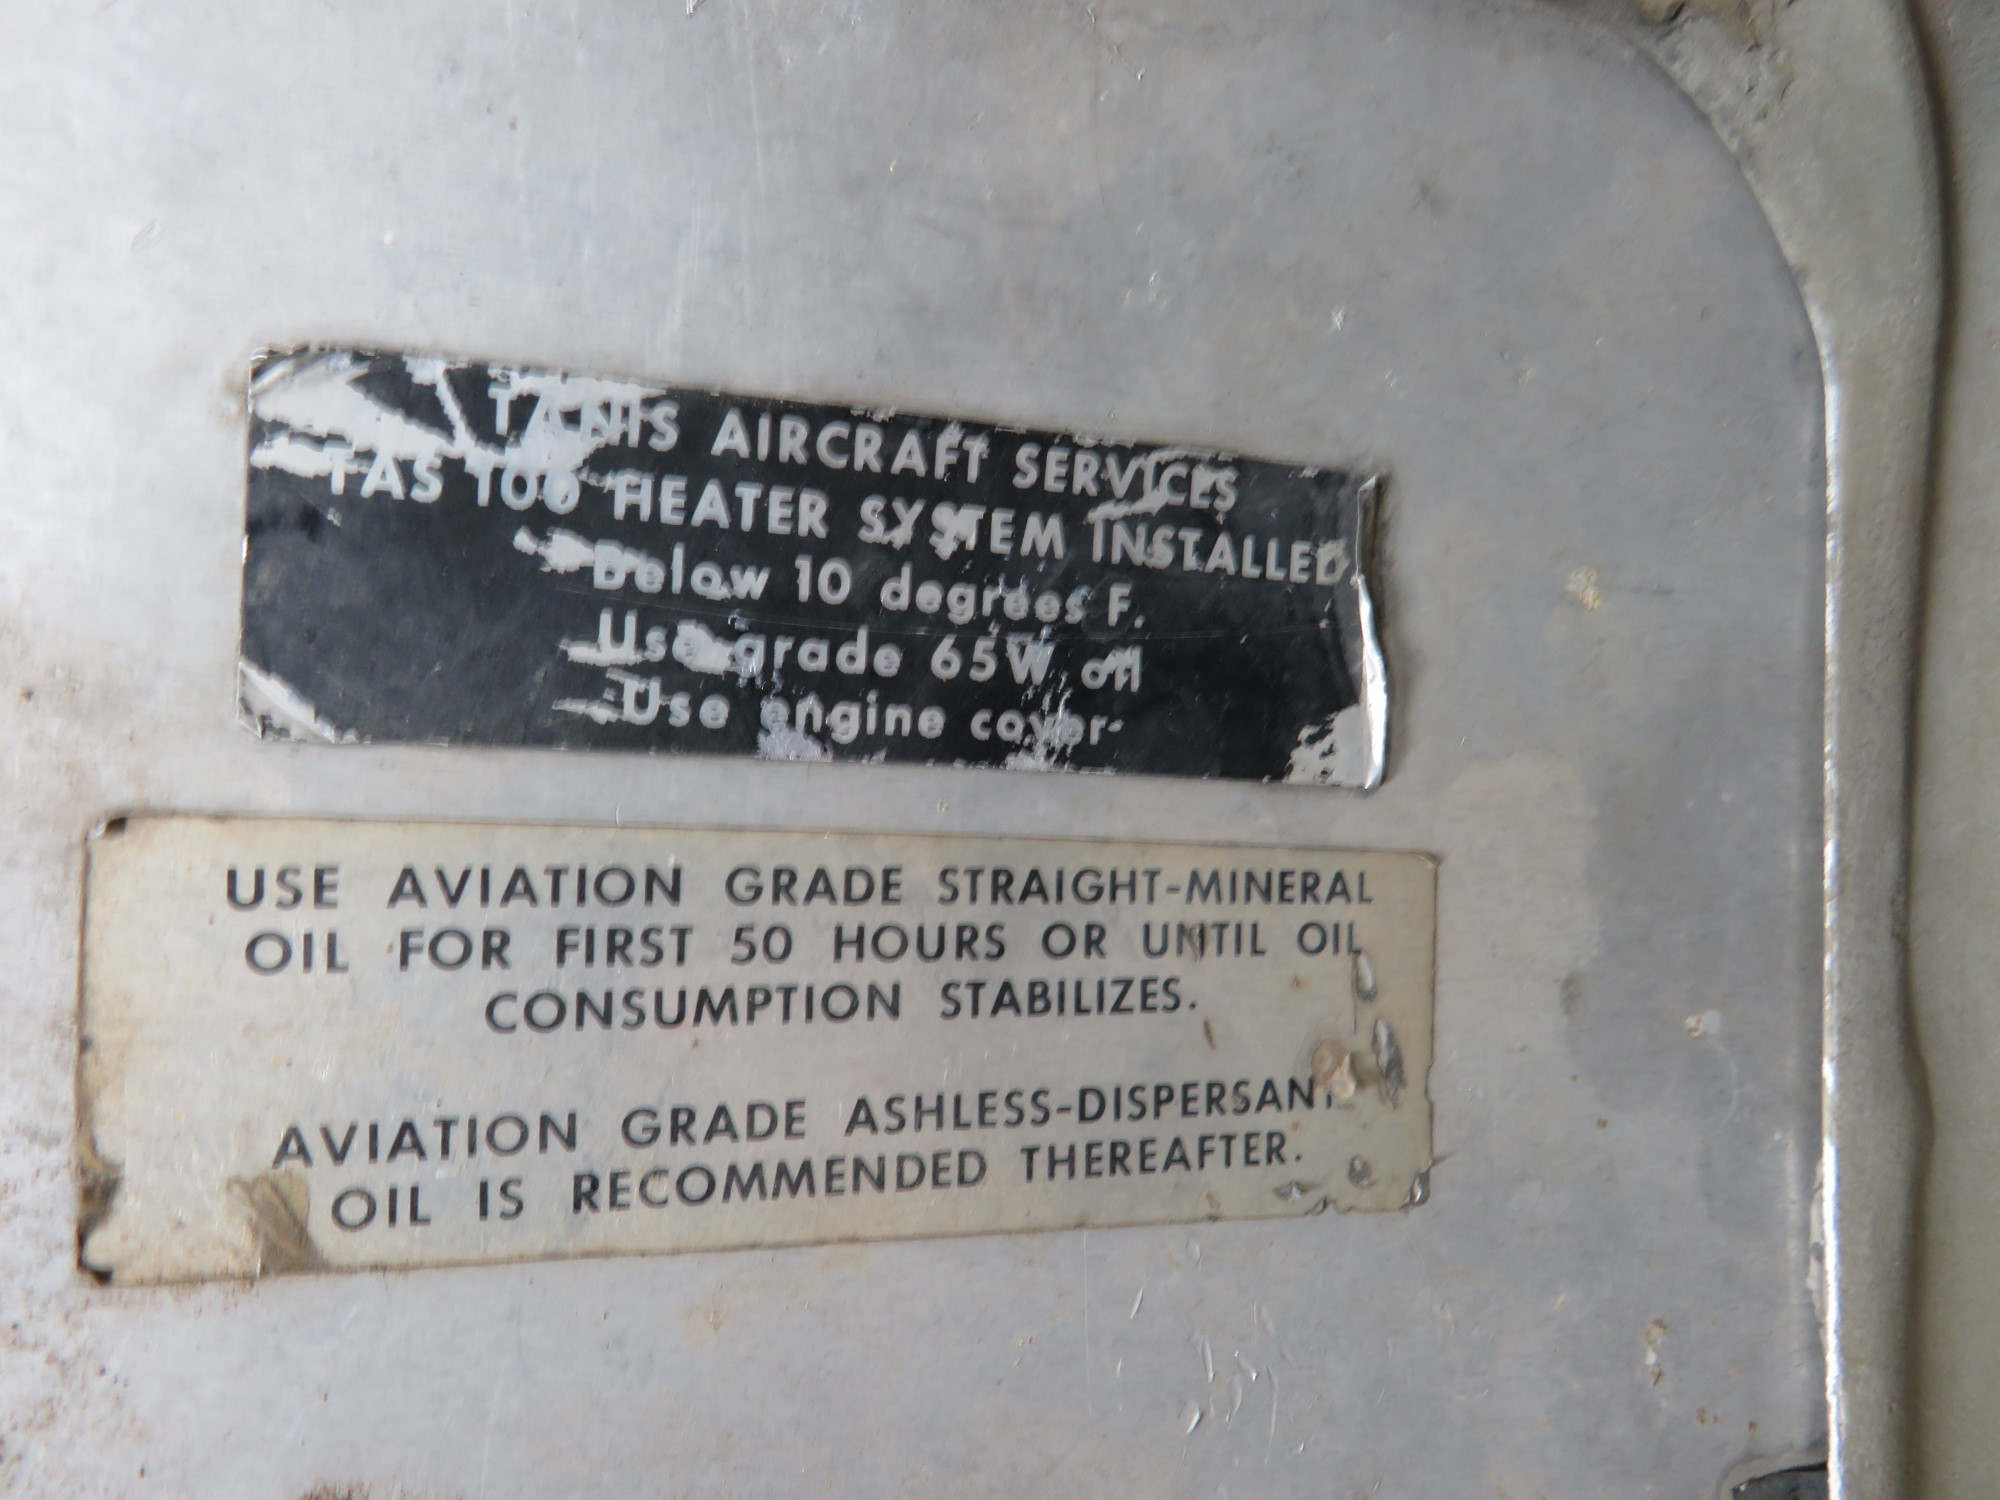 TANIS AIRCRAFT SERVICES
TAS 100 HEATER SYSTEM INSTALLED
Below 10 degrees F.
Use grade 65W oil
Use engine cover
USE AVIATION GRADE STRAIGHT-MINERAL
OIL FOR FIRST 50 HOURS OR UNTIL OIL
CONSUMPTION STABILIZES.
AVIATION GRADE ASHLESS-DISPERSANT
OIL IS RECOMMENDED THEREAFTER.